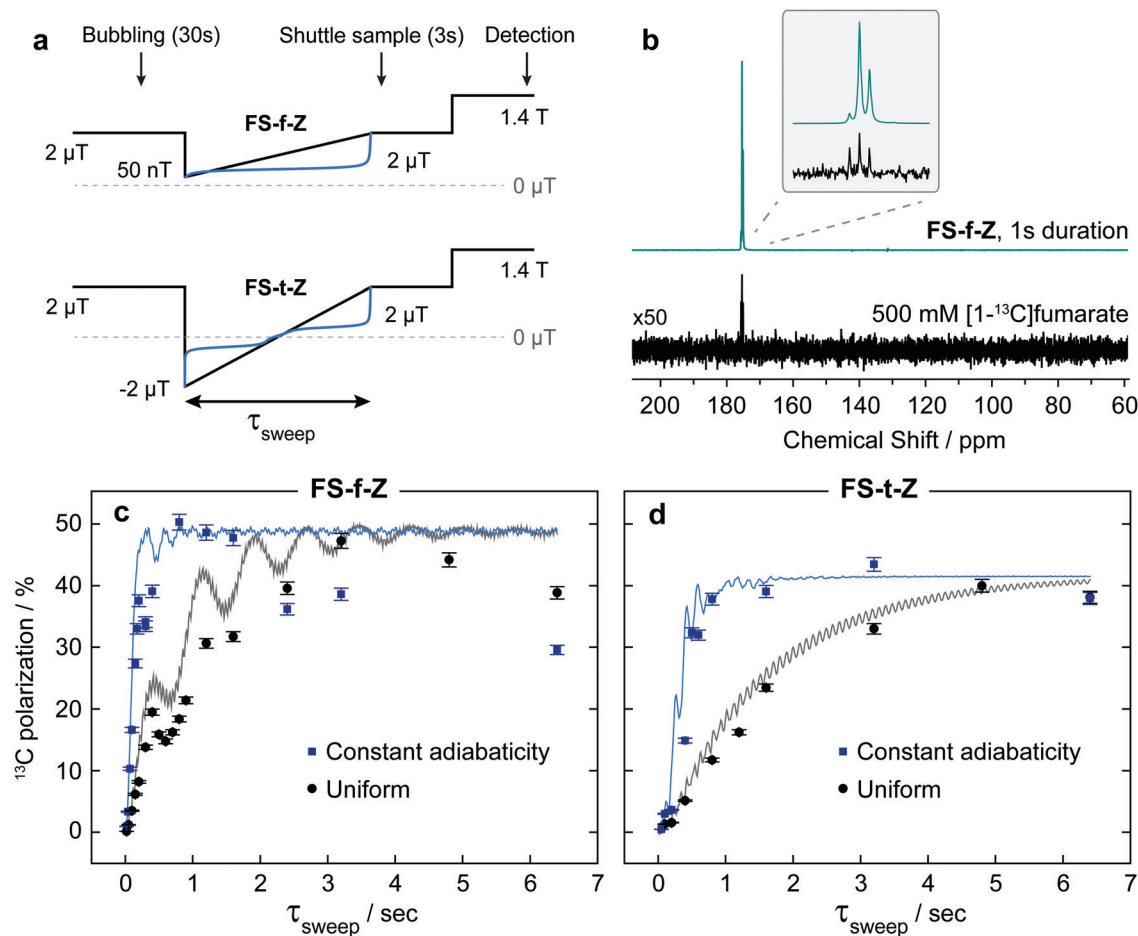 a
Bubbling (30s)
Shuttle sample (3s)
Detection
FS-f-Z
2 µT
50 nT
2 µT
1.4 T
0 µT
FS-t-Z
2 µT
-2 µT
2 µT
1.4 T
0 µT
τsweep
b
FS-f-Z, 1s duration
x50
500 mM [1-¹³C]fumarate
200 180 160 140 120 100 80 60
Chemical Shift / ppm
FS-f-Z
c
50
40
30
20
10
0
¹³C polarization / %
Constant adiabaticity
Uniform
0 1 2 3 4 5 6 7
τsweep / sec
FS-t-Z
d
Constant adiabaticity
Uniform
0 1 2 3 4 5 6 7
τsweep / sec